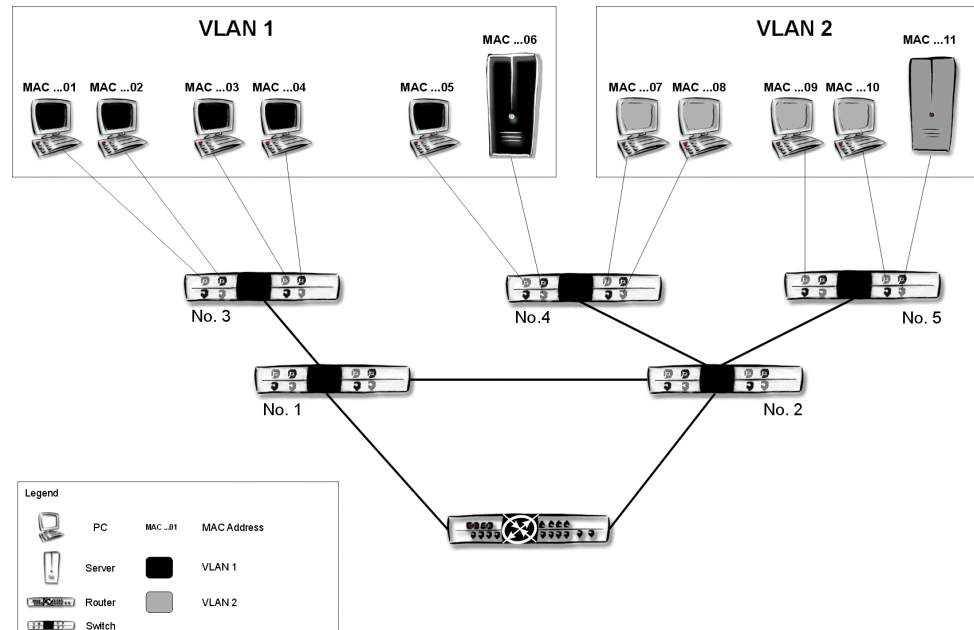 VLAN 1
VLAN 2
MAC ...06
MAC ...11
MAC ...01
MAC ...02
MAC ...03
MAC ...04
MAC ...05
MAC ...07
MAC ...08
MAC ...09
MAC ...10
No. 3
No.4
No. 5
No. 1
No. 2
Legend
PC
MAC ...01
MAC Address
Server
VLAN 1
Router
VLAN 2
Switch